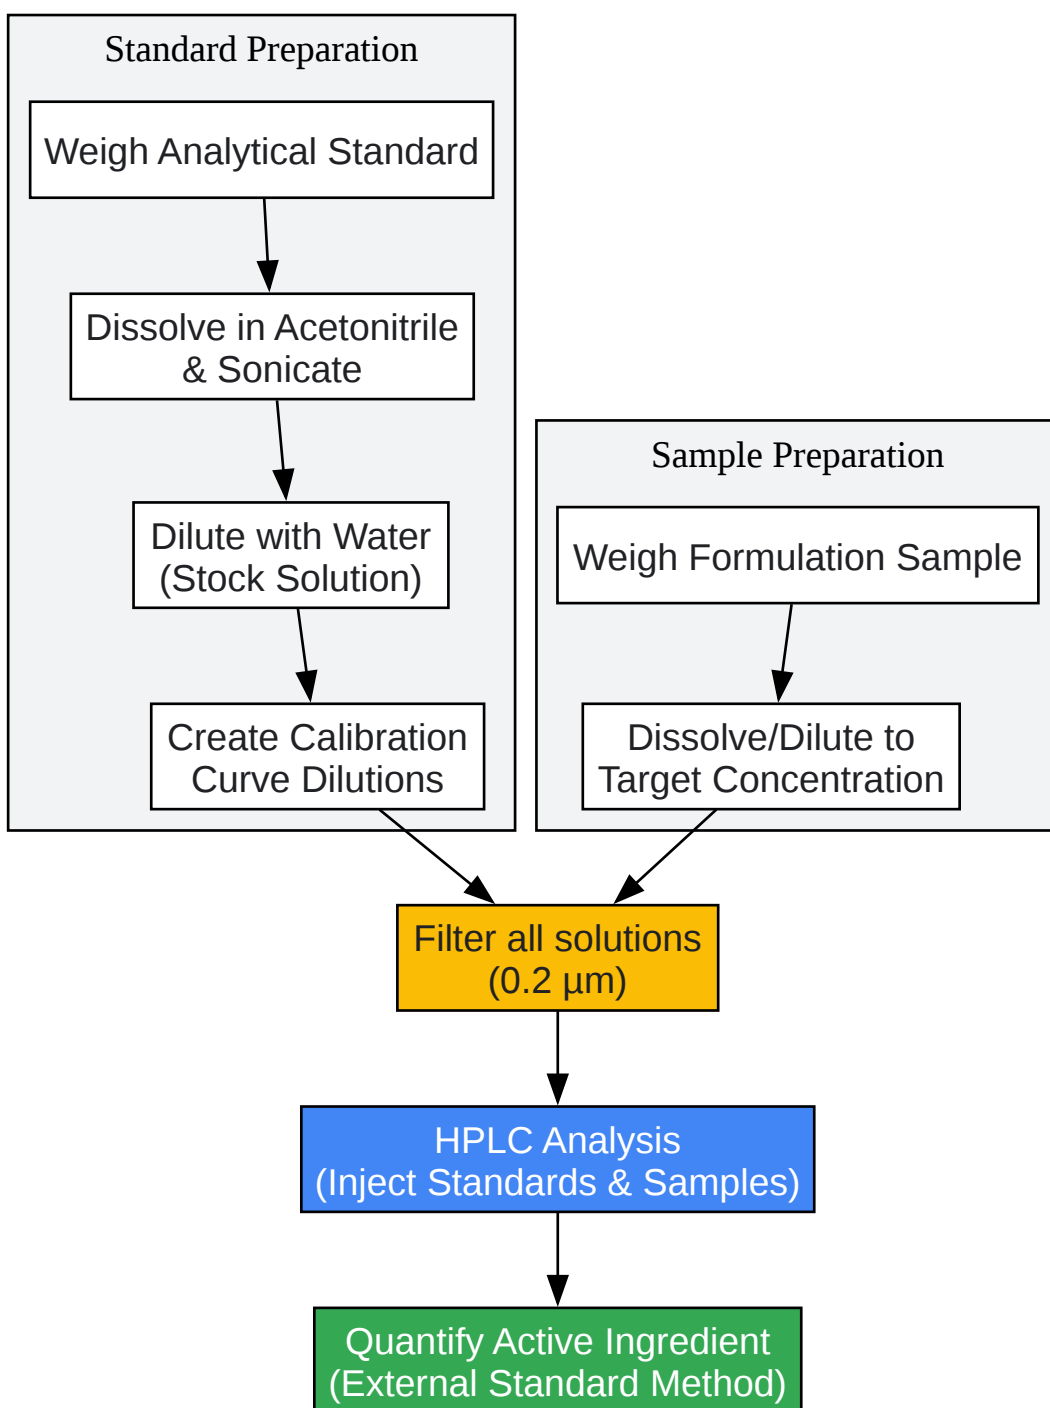 Standard Preparation
Weigh Analytical Standard
Dissolve in Acetonitrile
& Sonicate
Dilute with Water
(Stock Solution)
Create Calibration
Curve Dilutions
Sample Preparation
Weigh Formulation Sample
Dissolve/Dilute to
Target Concentration
Filter all solutions
(0.2 µm)
HPLC Analysis
(Inject Standards & Samples)
Quantify Active Ingredient
(External Standard Method)